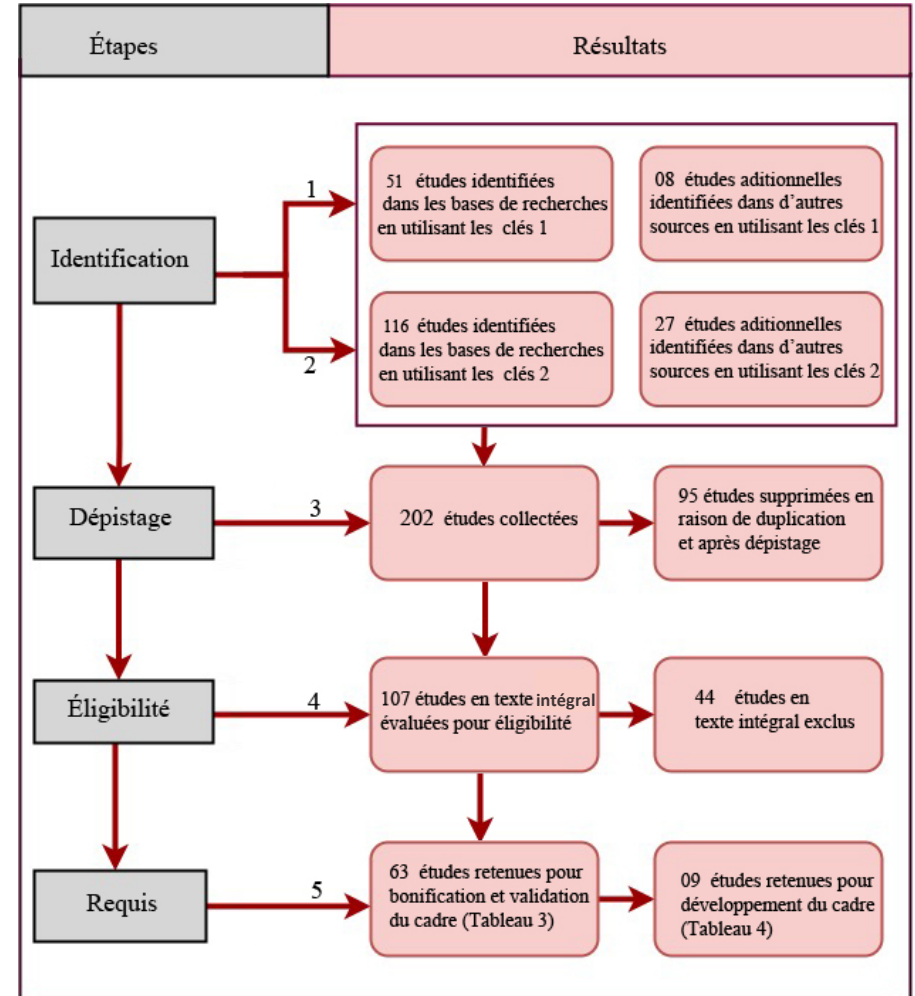 Étapes
Résultats
1
51 études identifiées
dans les bases de recherches
en utilisant les clés 1
08 études aditionnelles
identifiées dans d'autres
sources en utilisant les clés 1
Identification
2
116 études identifiées
dans les bases de recherches
en utilisant les clés 2
27 études aditionnelles
identifiées dans d'autres
sources en utilisant les clés 2
Dépistage
3
202 études collectées
95 études supprimées en
raison de duplication
et après dépistage
Éligibilité
4
107 études en texte intégral
évaluées pour éligibilité
44 études en
texte intégral exclus
Requis
5
63 études retenues pour
bonification et validation
du cadre (Tableau 3)
09 études retenues pour
développement du cadre
(Tableau 4)